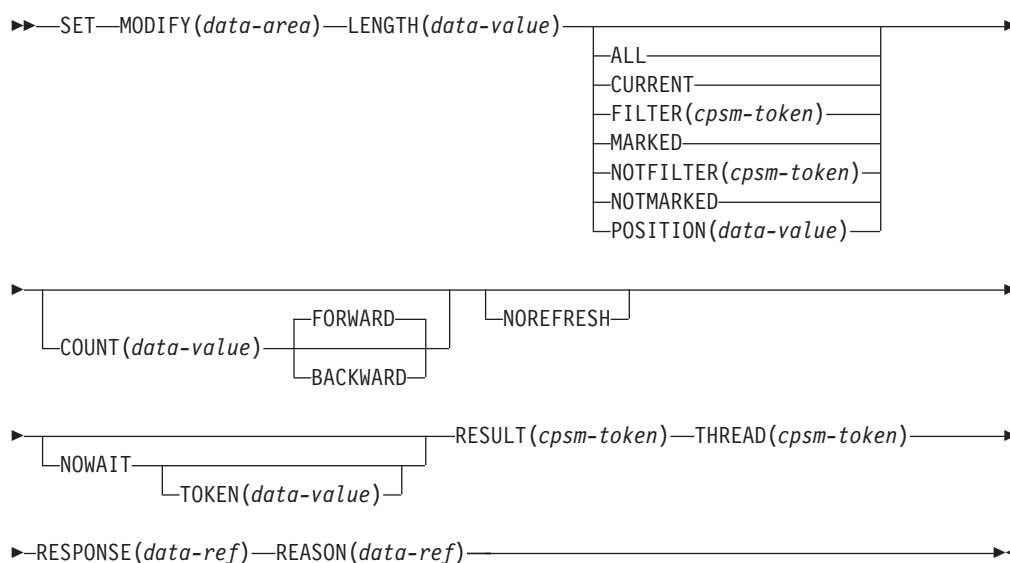 SET MODIFY(data-area) LENGTH(data-value)
ALL
CURRENT
FILTER(cpsm-token)
MARKED
NOTFILTER(cpsm-token)
NOTMARKED
POSITION(data-value)
COUNT(data-value)
FORWARD
BACKWARD
NOREFRESH
NOWAIT
TOKEN(data-value)
RESULT(cpsm-token) THREAD(cpsm-token)
RESPONSE(data-ref) REASON(data-ref)